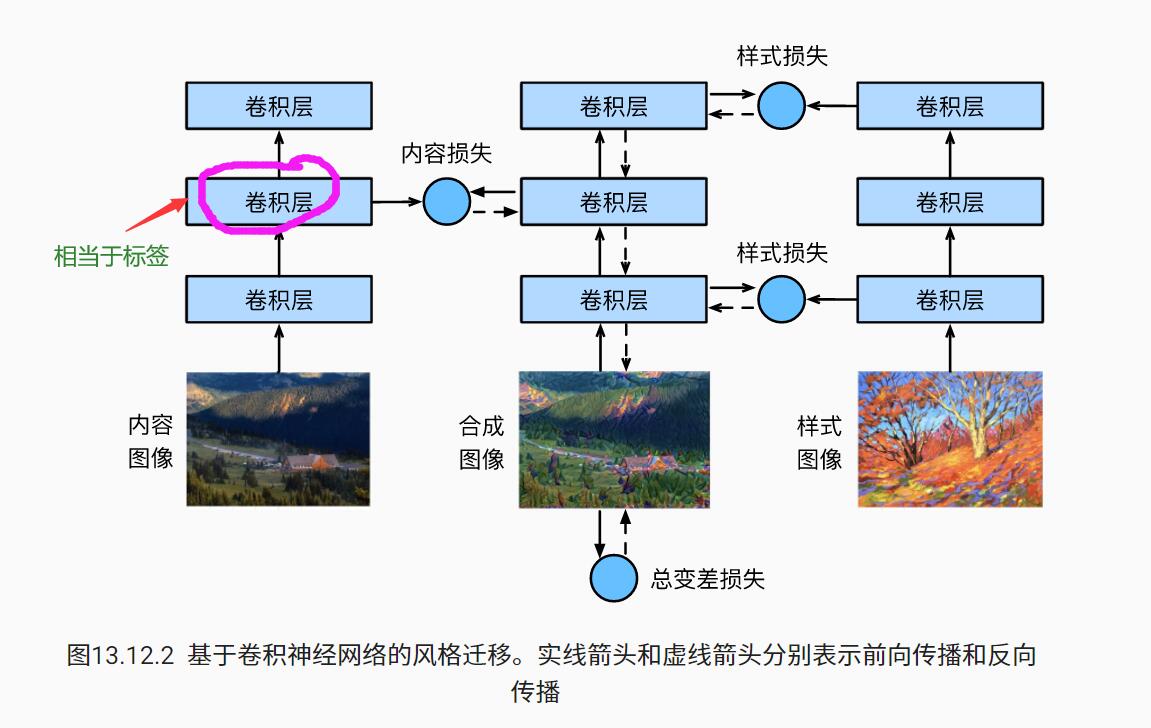 样式损失
卷积层
卷积层
卷积层
内容损失
卷积层
卷积层
卷积层
相当于标签
样式损失
卷积层
卷积层
卷积层
内容
图像
合成
图像
样式
图像
总变差损失
图13.12.2 基于卷积神经网络的风格迁移。实线箭头和虚线箭头分别表示前向传播和反向
传播